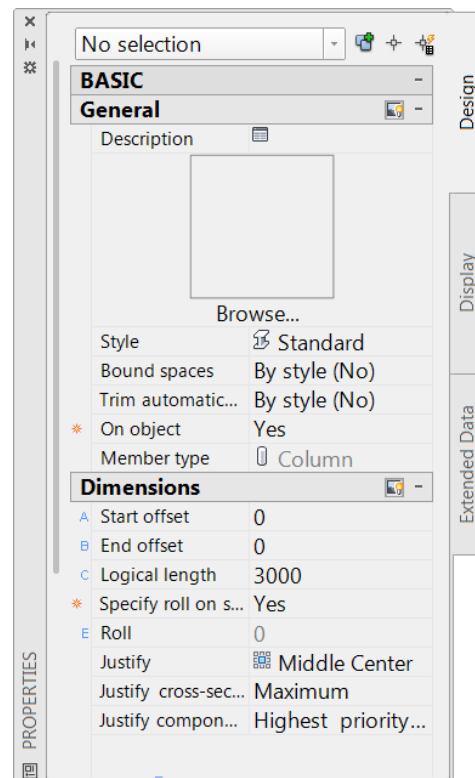 No selection
BASIC
General
Description
Browse...
Style Standard
Bound spaces By style (No)
Trim automatic... By style (No)
On object Yes
Member type Column
Dimensions
A Start offset 0
B End offset 0
C Logical length 3000
Specify roll on s... Yes
E Roll 0
Justify Middle Center
Justify cross-sec... Maximum
Justify compon... Highest priority...
Design
Display
Extended Data
PROPERTIES